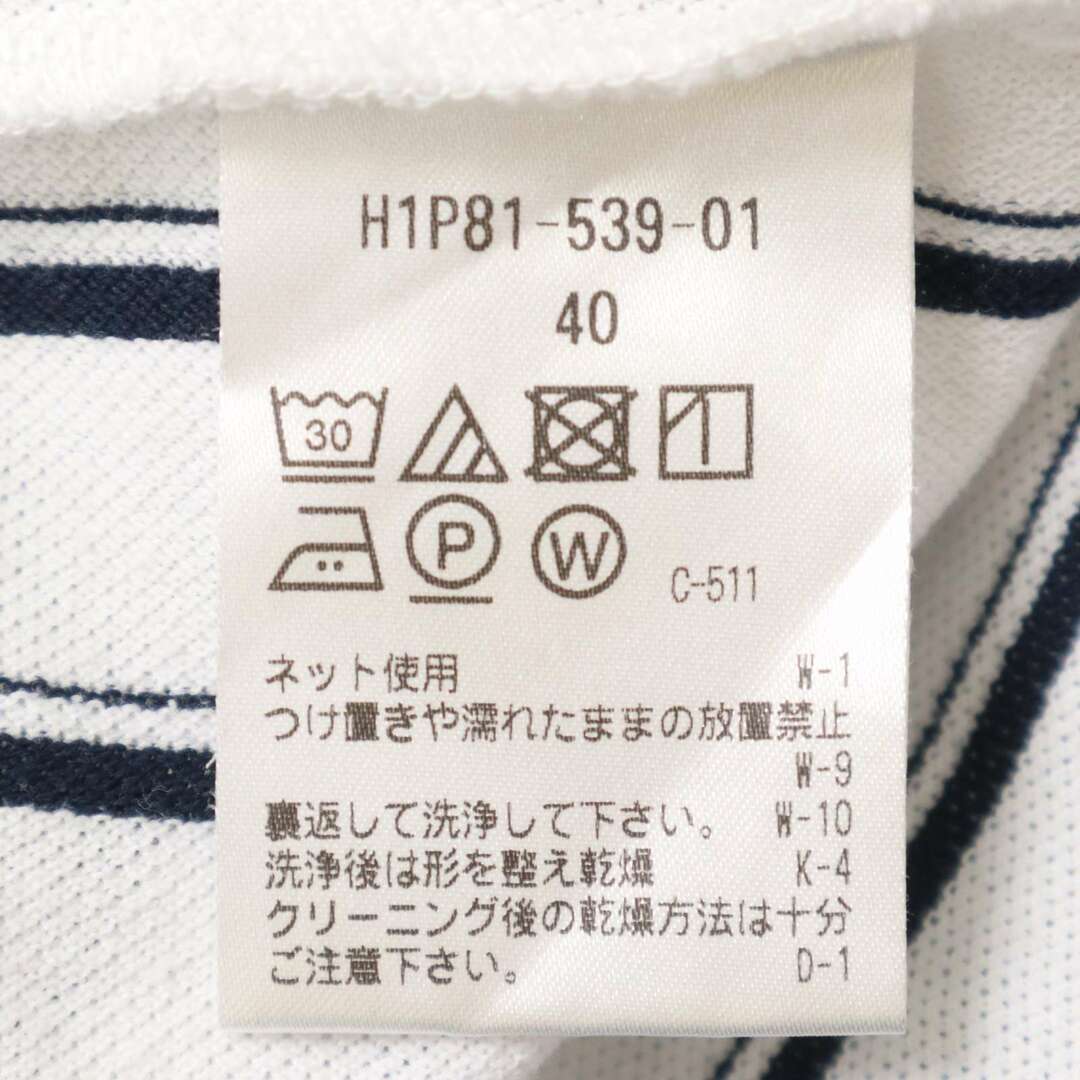 H1P81-539-01
40
30
P W C-511
ネット使用 W-1
つけ置きや濡れたままの放置禁止
W-9
裏返して洗浄して下さい。 W-10
洗浄後は形を整え乾燥 K-4
クリーニング後の乾燥方法は十分
ご注意下さい。 D-1